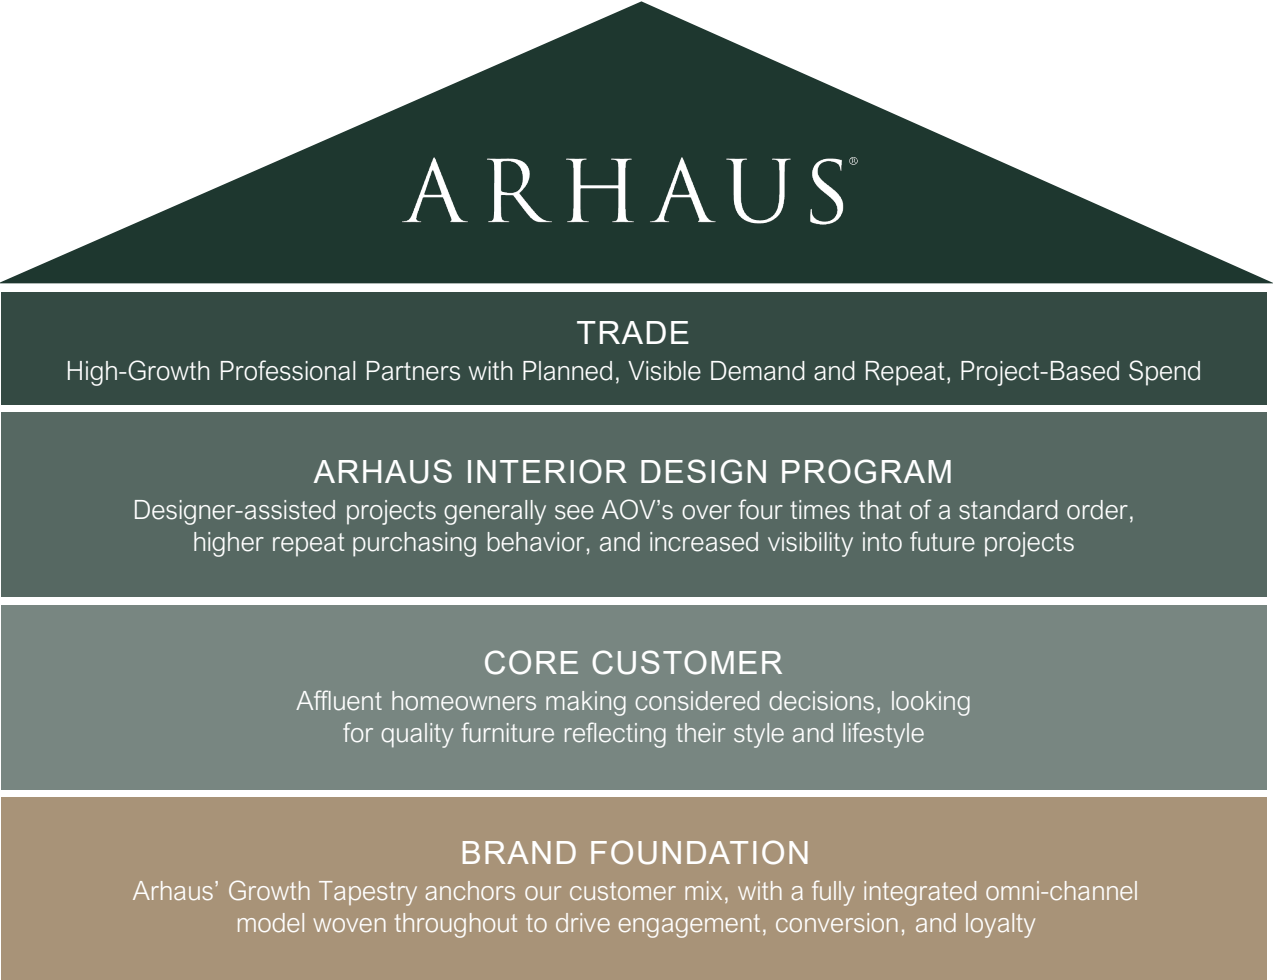 ARHAUS®
TRADE
High-Growth Professional Partners with Planned, Visible Demand and Repeat, Project-Based Spend
ARHAUS INTERIOR DESIGN PROGRAM
Designer-assisted projects generally see AOV’s over four times that of a standard order,
higher repeat purchasing behavior, and increased visibility into future projects
CORE CUSTOMER
Affluent homeowners making considered decisions, looking
for quality furniture reflecting their style and lifestyle
BRAND FOUNDATION
Arhaus’ Growth Tapestry anchors our customer mix, with a fully integrated omni-channel
model woven throughout to drive engagement, conversion, and loyalty